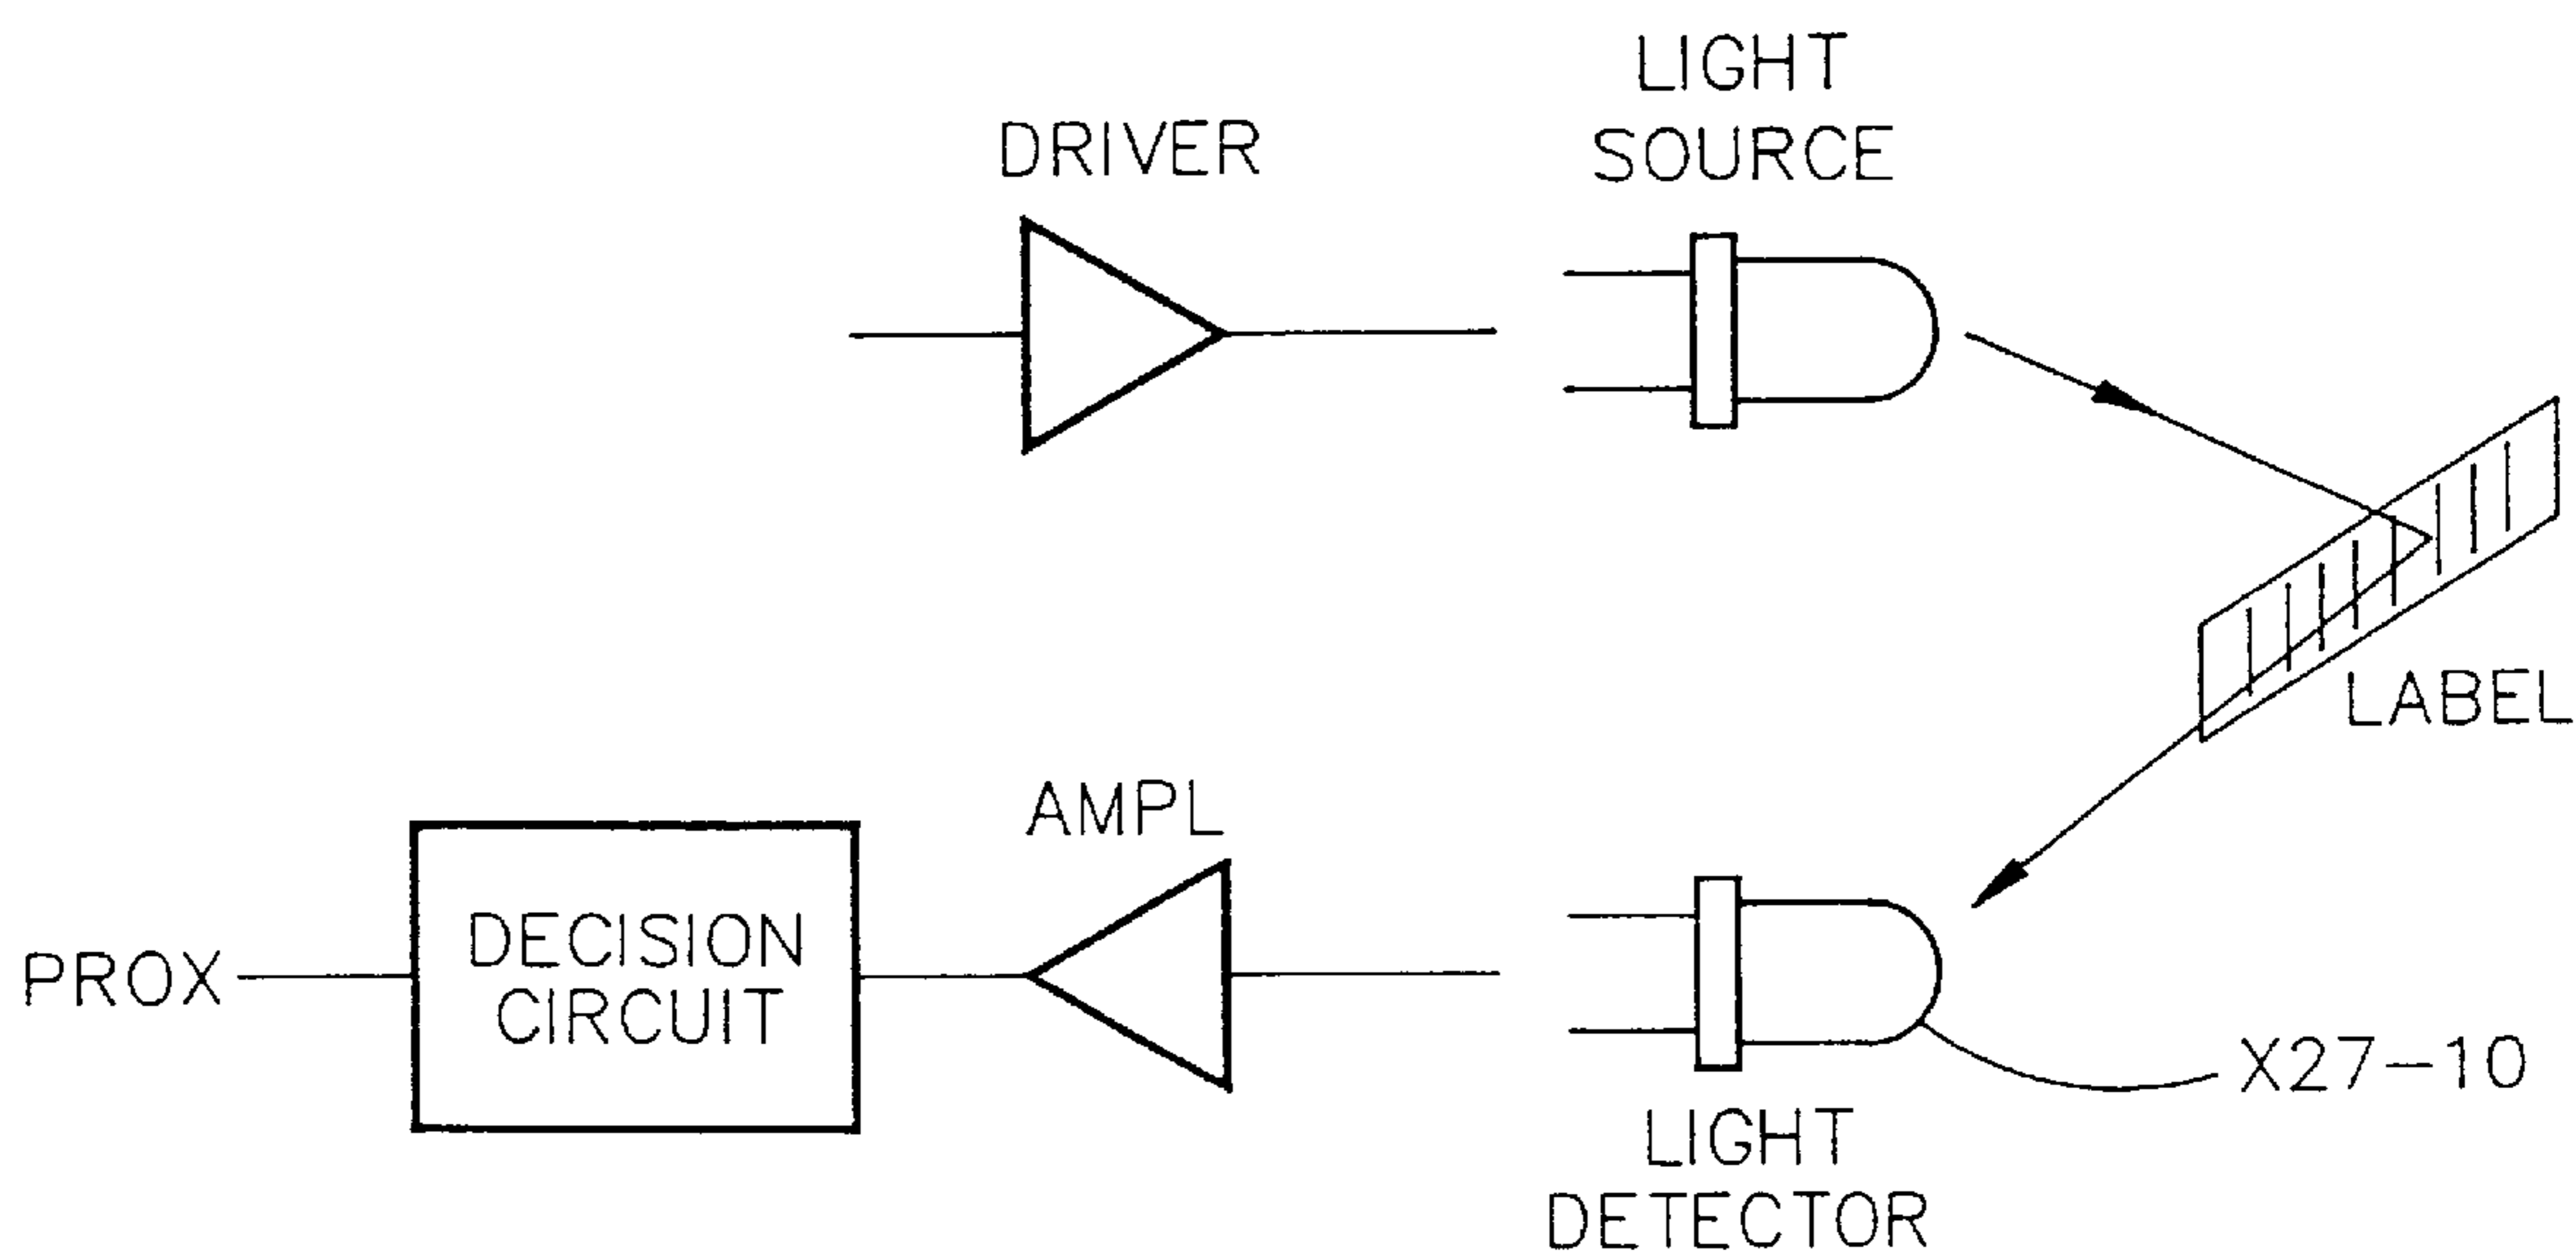 LIGHT
SOURCE
DRIVER
LABEL
AMPL
DECISION
CIRCUIT
PROX
X27-10
LIGHT
DETECTOR